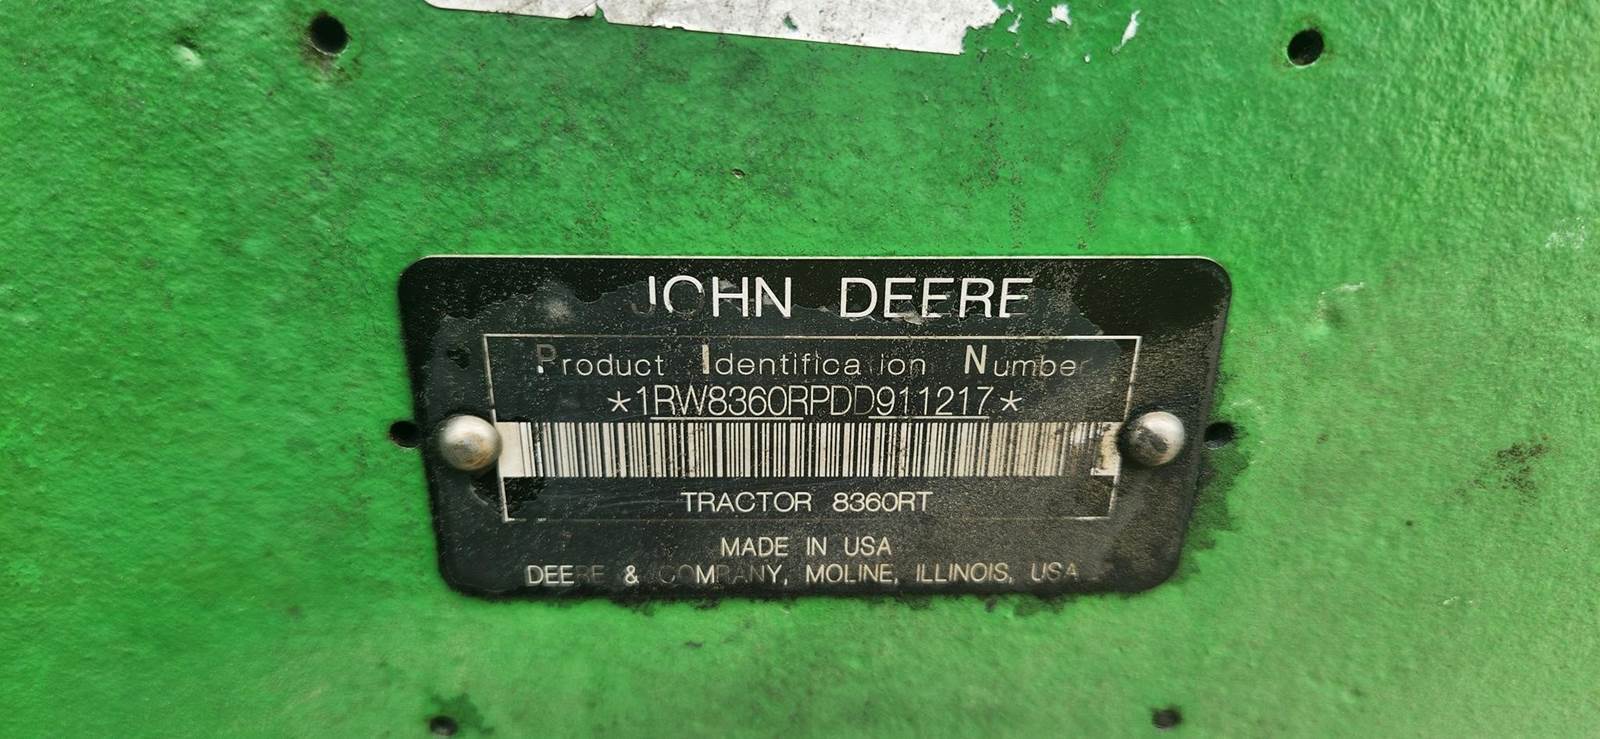 JOHN DEERE
Product Identification Number
*1RW8360RPDD911217*
TRACTOR 8360RT
MADE IN USA
DEERE & COMPANY, MOLINE, ILLINOIS, USA